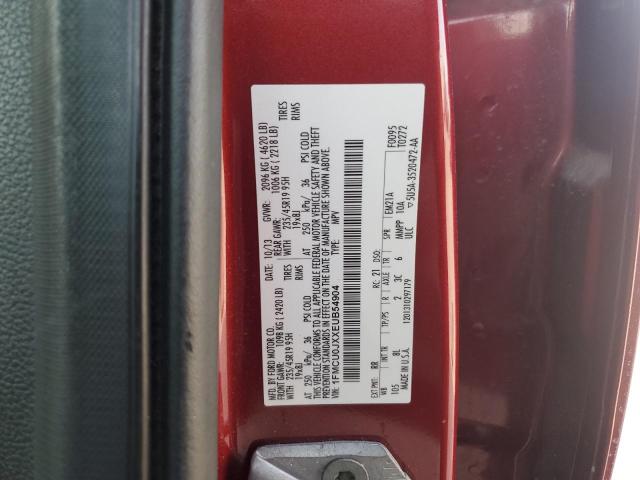 MFD. BY FORD MOTOR CO. DATE: 10/13 GVWR: 2096 KG ( 4620 LB)
FRONT GAWR: 1098 KG ( 2420 LB) REAR GAWR: 1006 KG ( 2218 LB)
235/45R19 95H TIRES WITH 235/45R19 95H TIRES
19x8J RIMS 19x8J RIMS
AT 250 kPa/ 36 PSI COLD AT 250 kPa/ 36 PSI COLD
THIS VEHICLE CONFORMS TO ALL APPLICABLE FEDERAL MOTOR VEHICLE SAFETY AND THEFT
PREVENTION STANDARDS IN EFFECT ON THE DATE OF MANUFACTURE SHOWN ABOVE.
VIN: 1FMCU0JXXEUB54904 TYPE: MPV
EXT PNT: RR RC: 21 DSO: F0095
WB INT TR TP/PS R AXLE TR SPR EM21A T0272
105 8L 2 3C 6 MMPP 10A
MADE IN U.S.A. 1201310297179 ULC 5U5A-3520472-AA